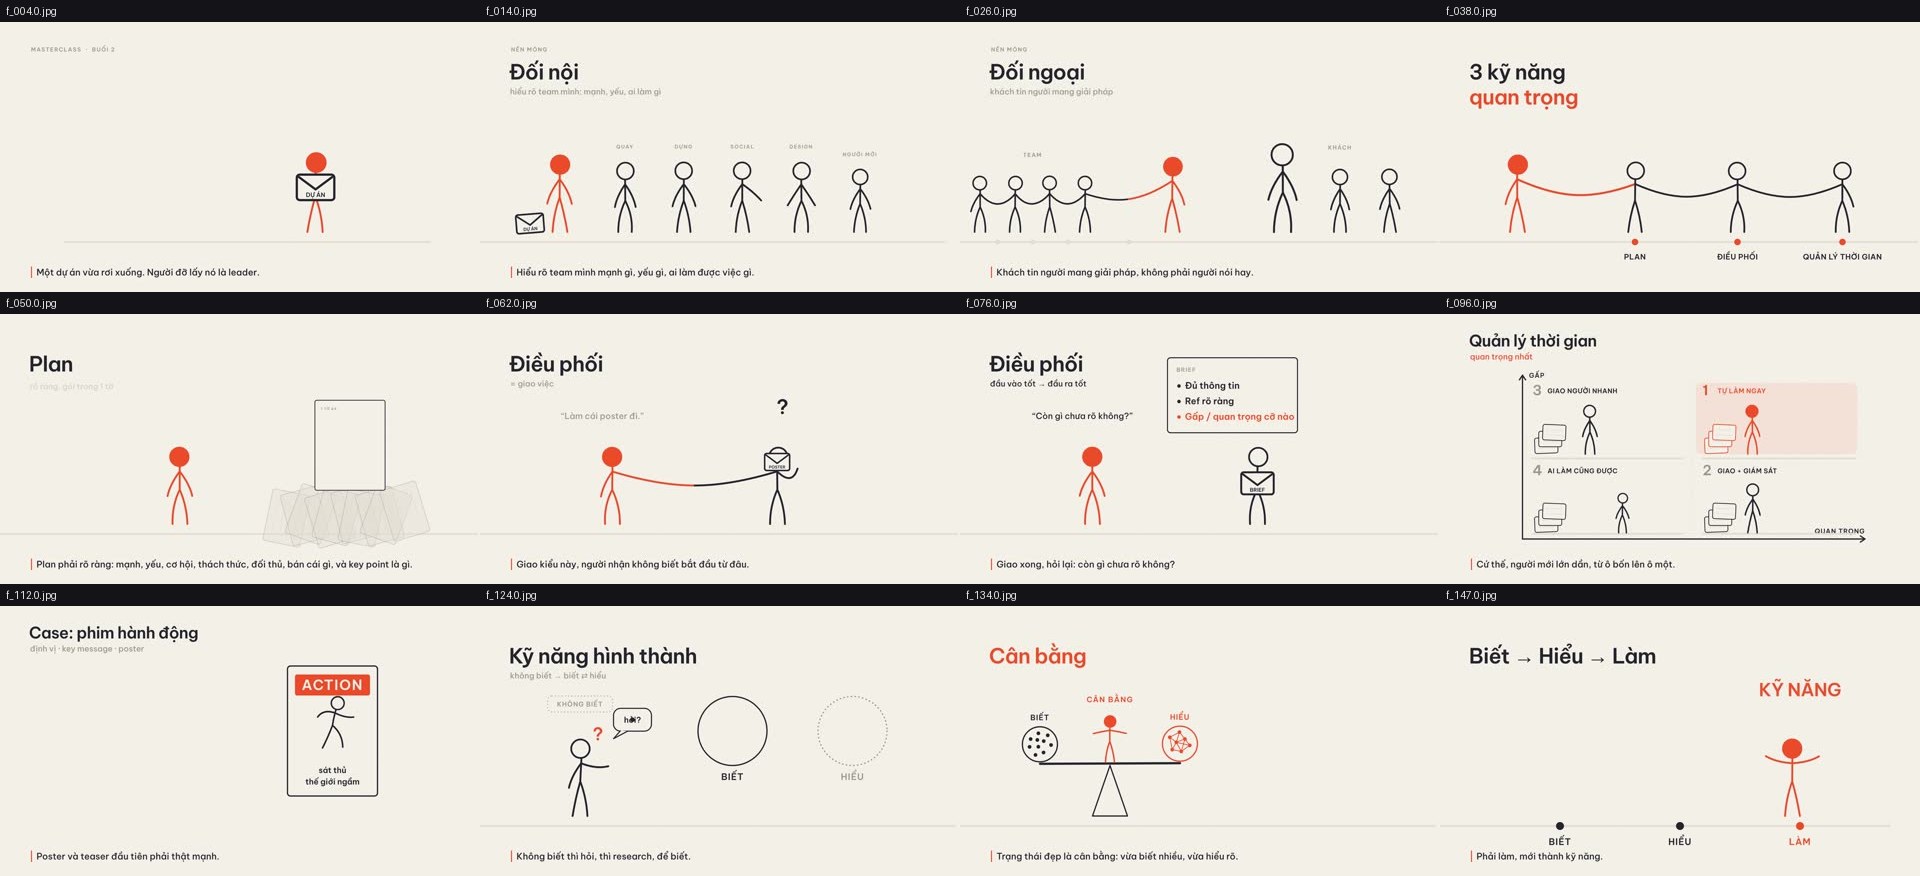 f_004.0.jpg
MASTERCLASS · BUỔI 2
DỰ ÁN
Một dự án vừa rơi xuống. Người đỡ lấy nó là leader.
f_014.0.jpg
NỀN MÓNG
Đối nội
hiểu rõ team mình: mạnh, yếu, ai làm gì
QUAY
DỰNG
SOCIAL
DESIGN
NGƯỜI MỚI
DỰ ÁN
Hiểu rõ team mình mạnh gì, yếu gì, ai làm được việc gì.
f_026.0.jpg
NỀN MÓNG
Đối ngoại
khách tin người mang giải pháp
TEAM
KHÁCH
Khách tin người mang giải pháp, không phải người nói hay.
f_038.0.jpg
3 kỹ năng
quan trọng
PLAN
ĐIỀU PHỐI
QUẢN LÝ THỜI GIAN
f_050.0.jpg
Plan
rõ ràng, gói trong 1 tờ
Plan phải rõ ràng: mạnh, yếu, cơ hội, thách thức, đối thủ, bán cái gì, và key point là gì.
f_062.0.jpg
Điều phối
= giao việc
“Làm cái poster đi.”
?
POSTER
Giao kiểu này, người nhận không biết bắt đầu từ đâu.
f_076.0.jpg
Điều phối
đầu vào tốt → đầu ra tốt
“Còn gì chưa rõ không?”
BRIEF
• Đủ thông tin
• Ref rõ ràng
• Gấp / quan trọng cỡ nào
BRIEF
Giao xong, hỏi lại: còn gì chưa rõ không?
f_096.0.jpg
Quản lý thời gian
quan trọng nhất
GẤP
3 GIAO NGƯỜI NHANH
1 TỰ LÀM NGAY
4 AI LÀM CŨNG ĐƯỢC
2 GIAO + GIÁM SÁT
QUAN TRỌNG
Cứ thế, người mới lớn dần, từ ô bốn lên ô một.
f_112.0.jpg
Case: phim hành động
định vị · key message · poster
ACTION
sát thủ
thế giới ngầm
Poster và teaser đầu tiên phải thật mạnh.
f_124.0.jpg
Kỹ năng hình thành
không biết → biết ⇄ hiểu
KHÔNG BIẾT
?
BIẾT
HIỂU
Không biết thì hỏi, thì research, để biết.
f_134.0.jpg
Cân bằng
CÂN BẰNG
BIẾT
HIỂU
Trạng thái đẹp là cân bằng: vừa biết nhiều, vừa hiểu rõ.
f_147.0.jpg
Biết → Hiểu → Làm
KỸ NĂNG
BIẾT
HIỂU
LÀM
Phải làm, mới thành kỹ năng.